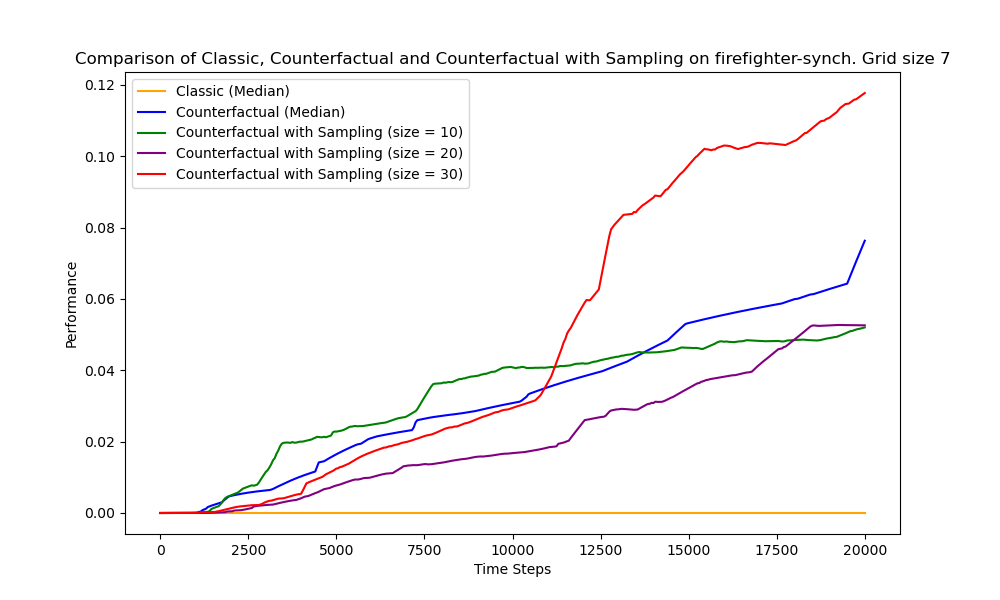 Comparison of Classic, Counterfactual and Counterfactual with Sampling on firefighter-synch. Grid size 7
Classic (Median)
Counterfactual (Median)
Counterfactual with Sampling (size = 10)
Counterfactual with Sampling (size = 20)
Counterfactual with Sampling (size = 30)
Performance
0.12
0.10
0.08
0.06
0.04
0.02
0.00
0 2500 5000 7500 10000 12500 15000 17500 20000
Time Steps